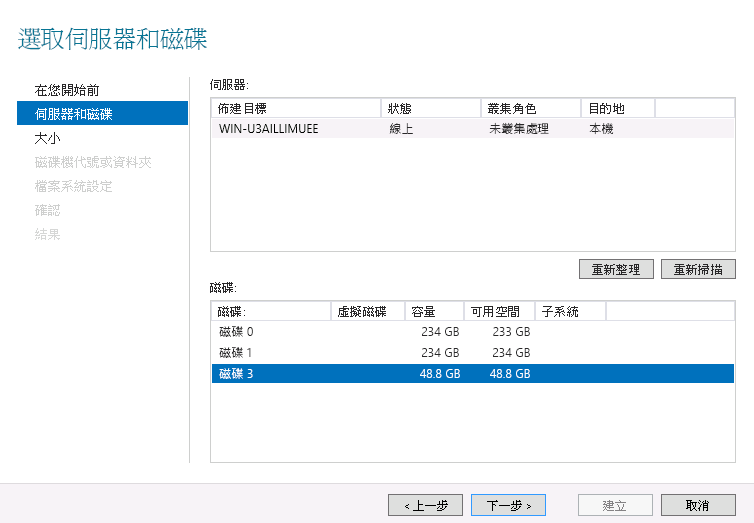 選取伺服器和磁碟
在您開始前
伺服器和磁碟
大小
磁碟機代號或資料夾
檔案系統設定
確認
結果
伺服器:
佈建目標 狀態 叢集角色 目的地
WIN-U3AILLIMUEE 線上 未叢集處理 本機
重新整理 重新掃描
磁碟:
磁碟: 虛擬磁碟 容量 可用空間 子系統
磁碟 0 234 GB 233 GB
磁碟 1 234 GB 234 GB
磁碟 3 48.8 GB 48.8 GB
< 上一步 下一步 > 建立 取消